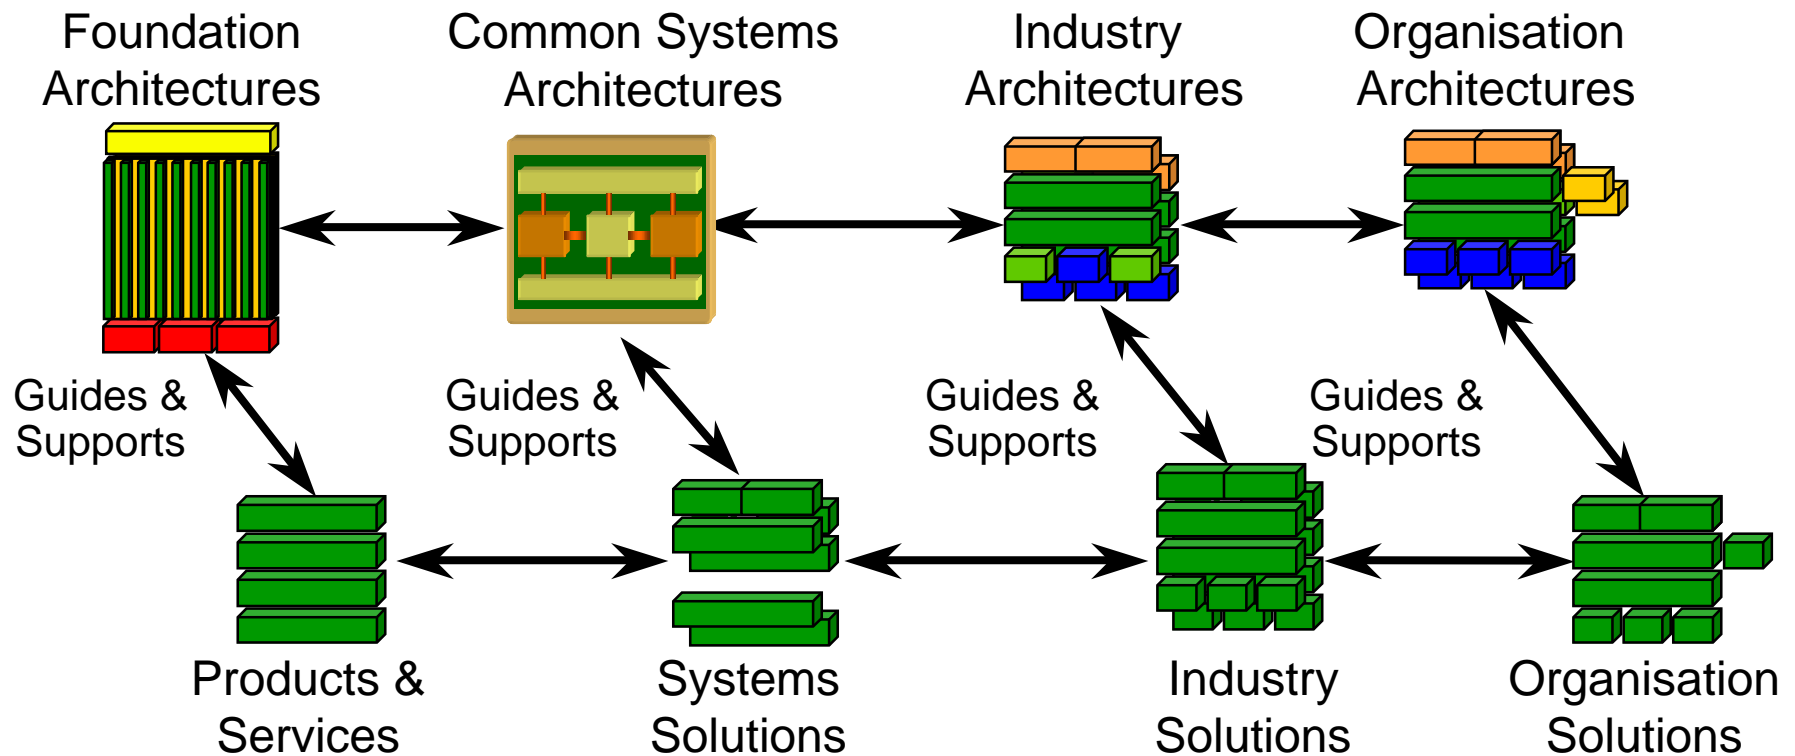 Foundation
Architectures
Common Systems
Architectures
Industry
Architectures
Organisation
Architectures
Guides &
Supports
Guides &
Supports
Guides &
Supports
Guides &
Supports
Products &
Services
Systems
Solutions
Industry
Solutions
Organisation
Solutions